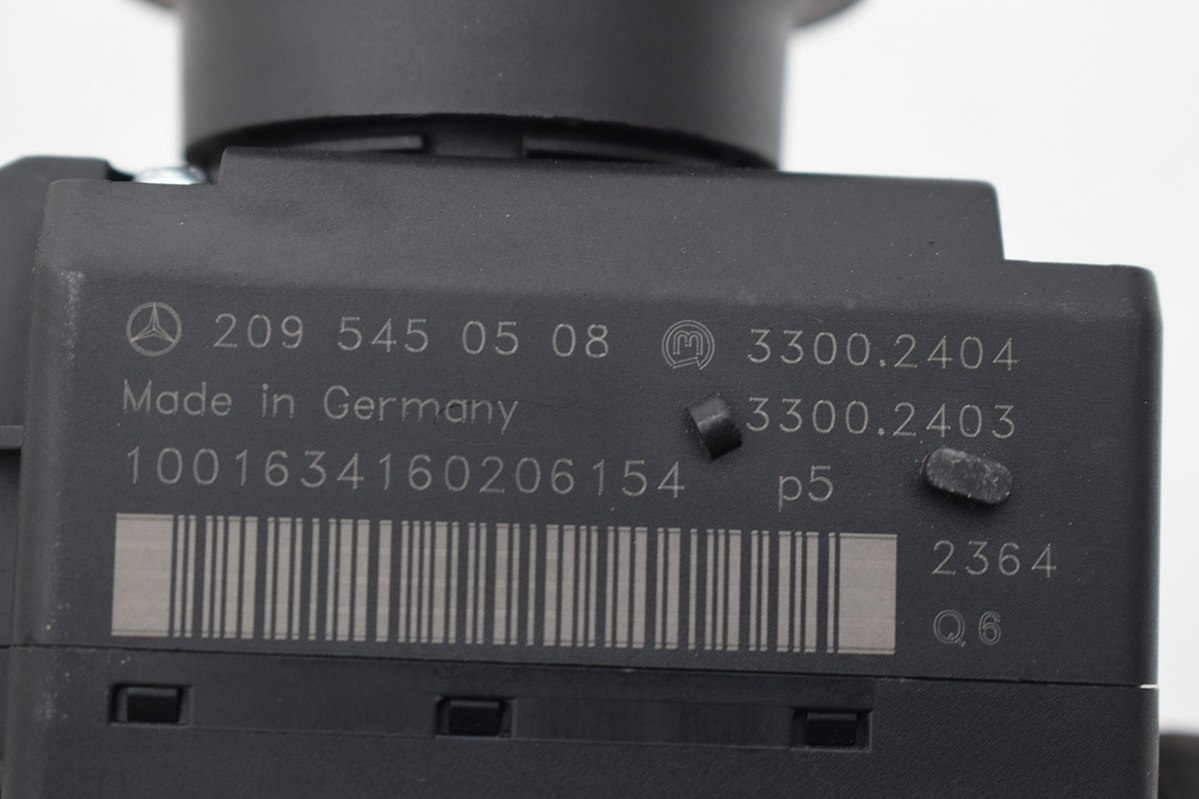 209 545 05 08 3300.2404
Made in Germany 3300.2403
1001634160206154 p5
2364
Q6